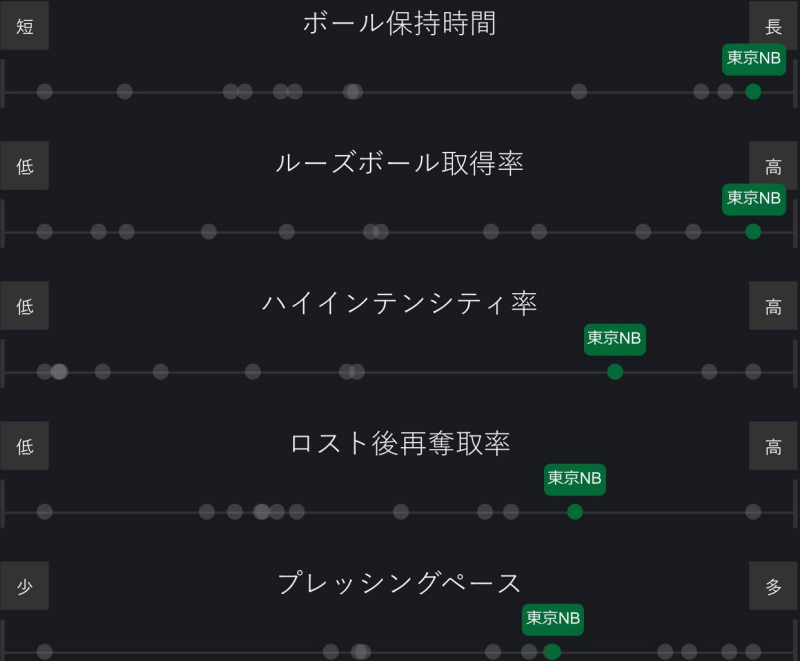 ボール保持時間
短
長
東京NB
ルーズボール取得率
低
高
東京NB
ハイインテンシティ率
低
高
東京NB
ロスト後再奪取率
低
高
東京NB
プレッシングペース
少
多
東京NB